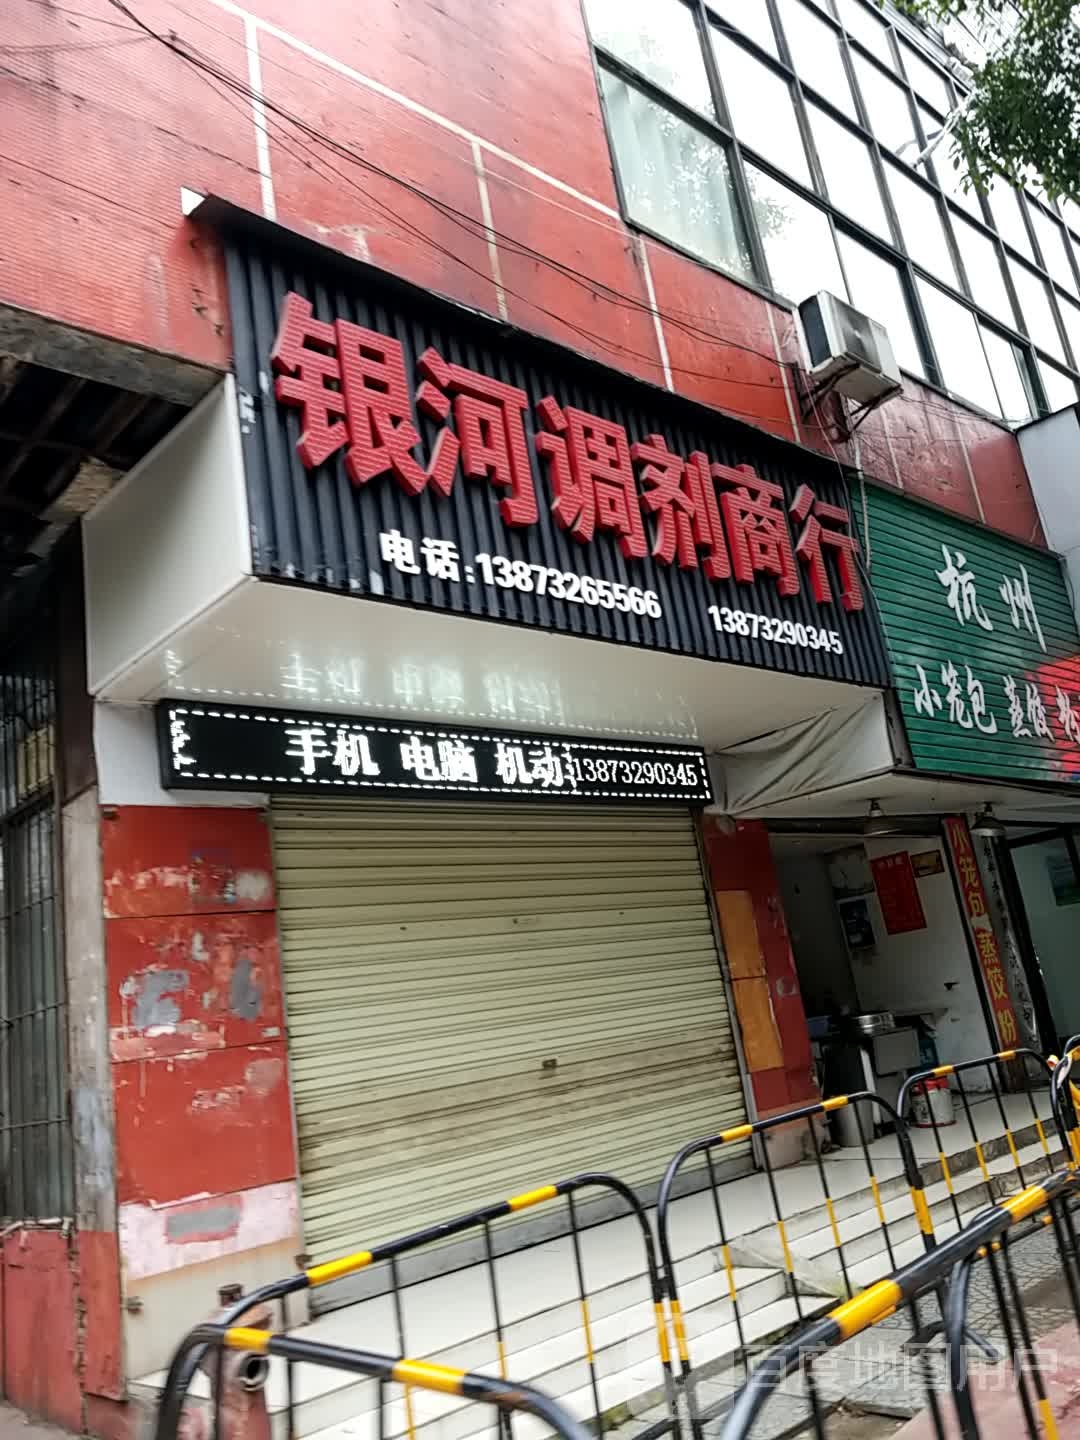 银河调剂商行
电话:13873265566 13873290345
手机 电脑 机动 13873290345
杭州
小笼包 蒸饺
小笼包 蒸饺 粉
百度地图用户